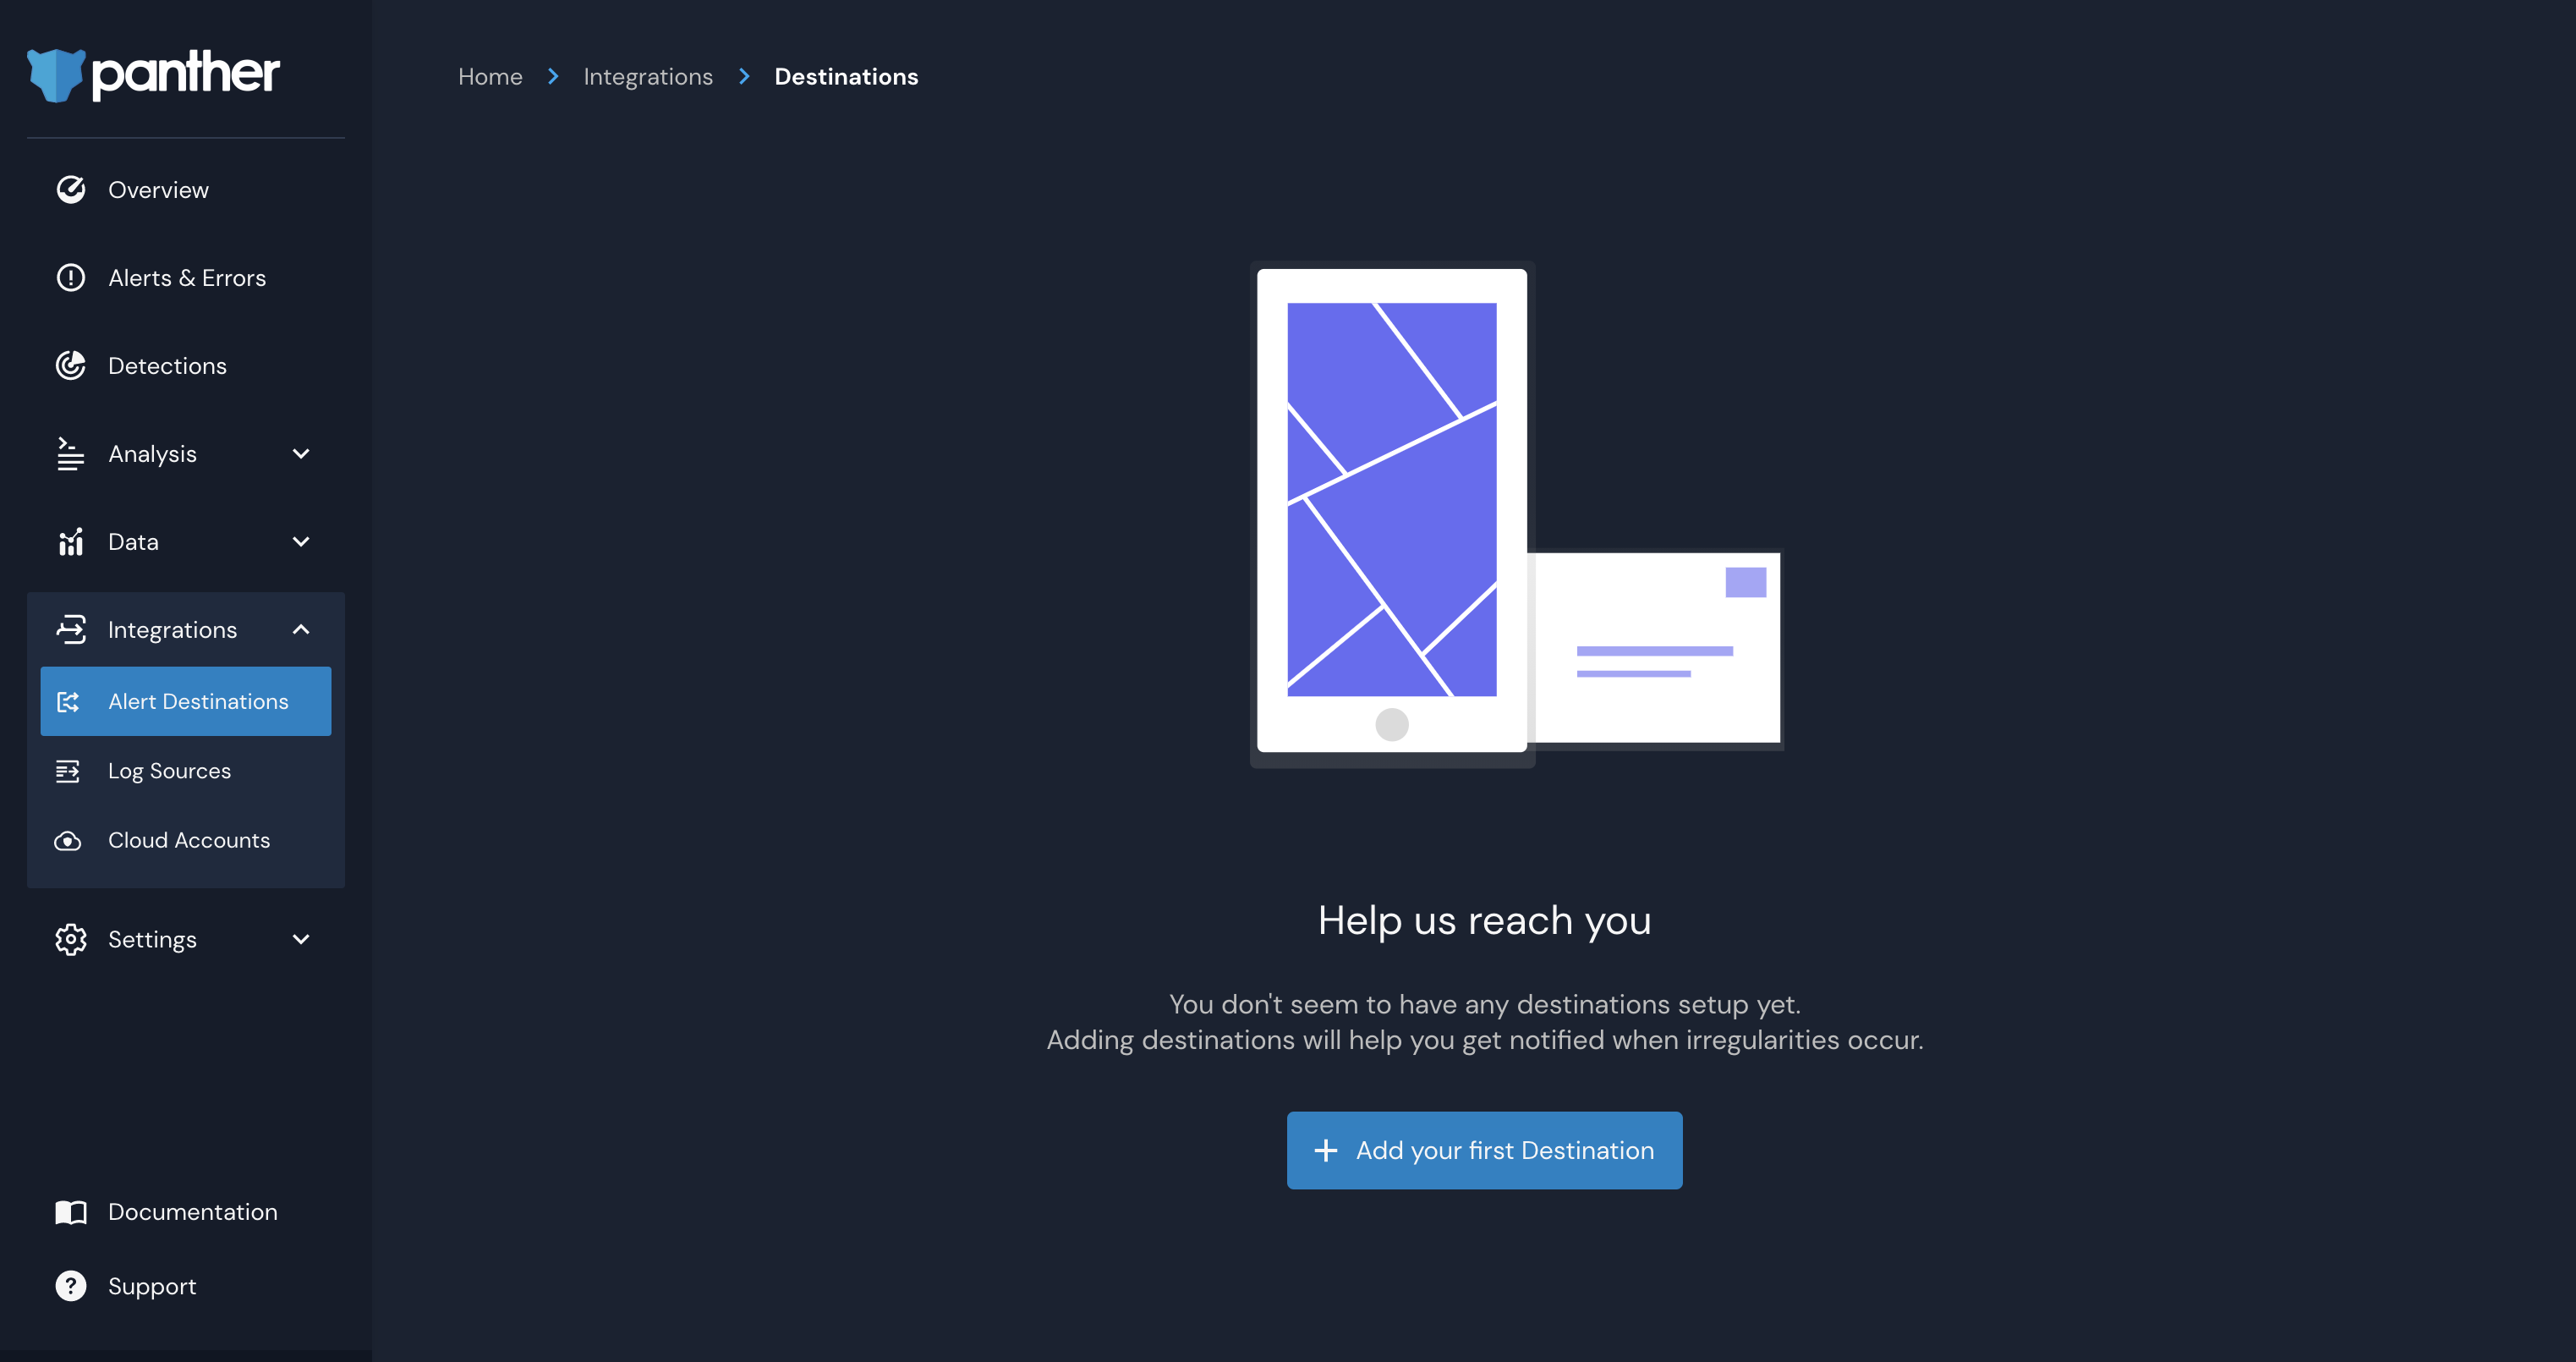 panther
Overview
Alerts & Errors
Detections
Analysis
Data
Integrations
Alert Destinations
Log Sources
Cloud Accounts
Settings
Documentation
Support
Home > Integrations > Destinations
Help us reach you
You don't seem to have any destinations setup yet.
Adding destinations will help you get notified when irregularities occur.
+ Add your first Destination